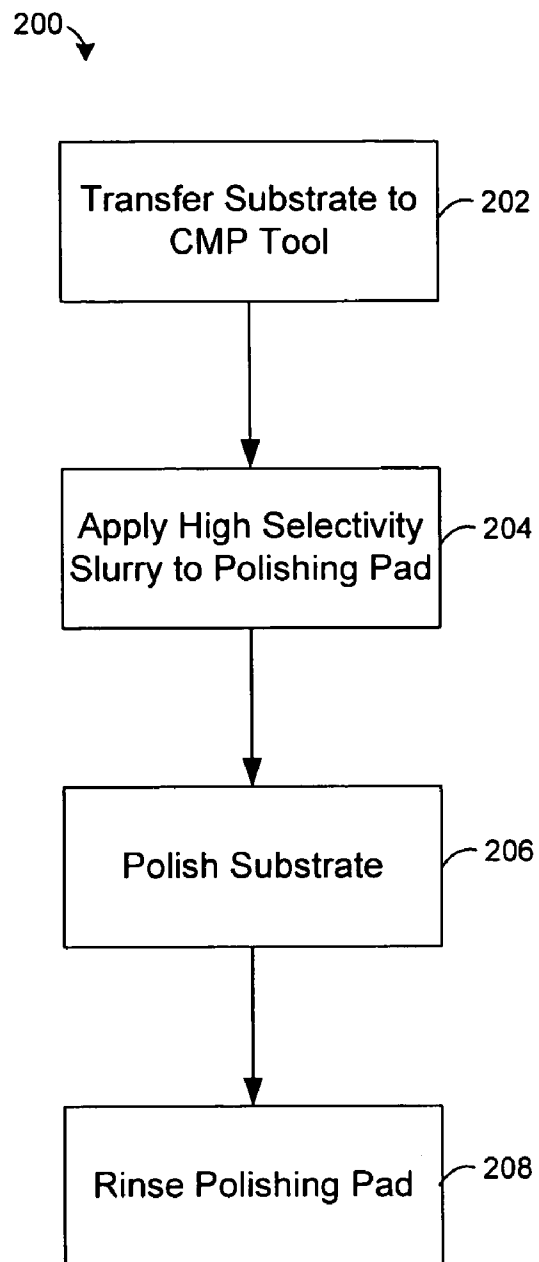 200
Transfer Substrate to
CMP Tool
202
Apply High Selectivity
Slurry to Polishing Pad
204
Polish Substrate
206
Rinse Polishing Pad
208